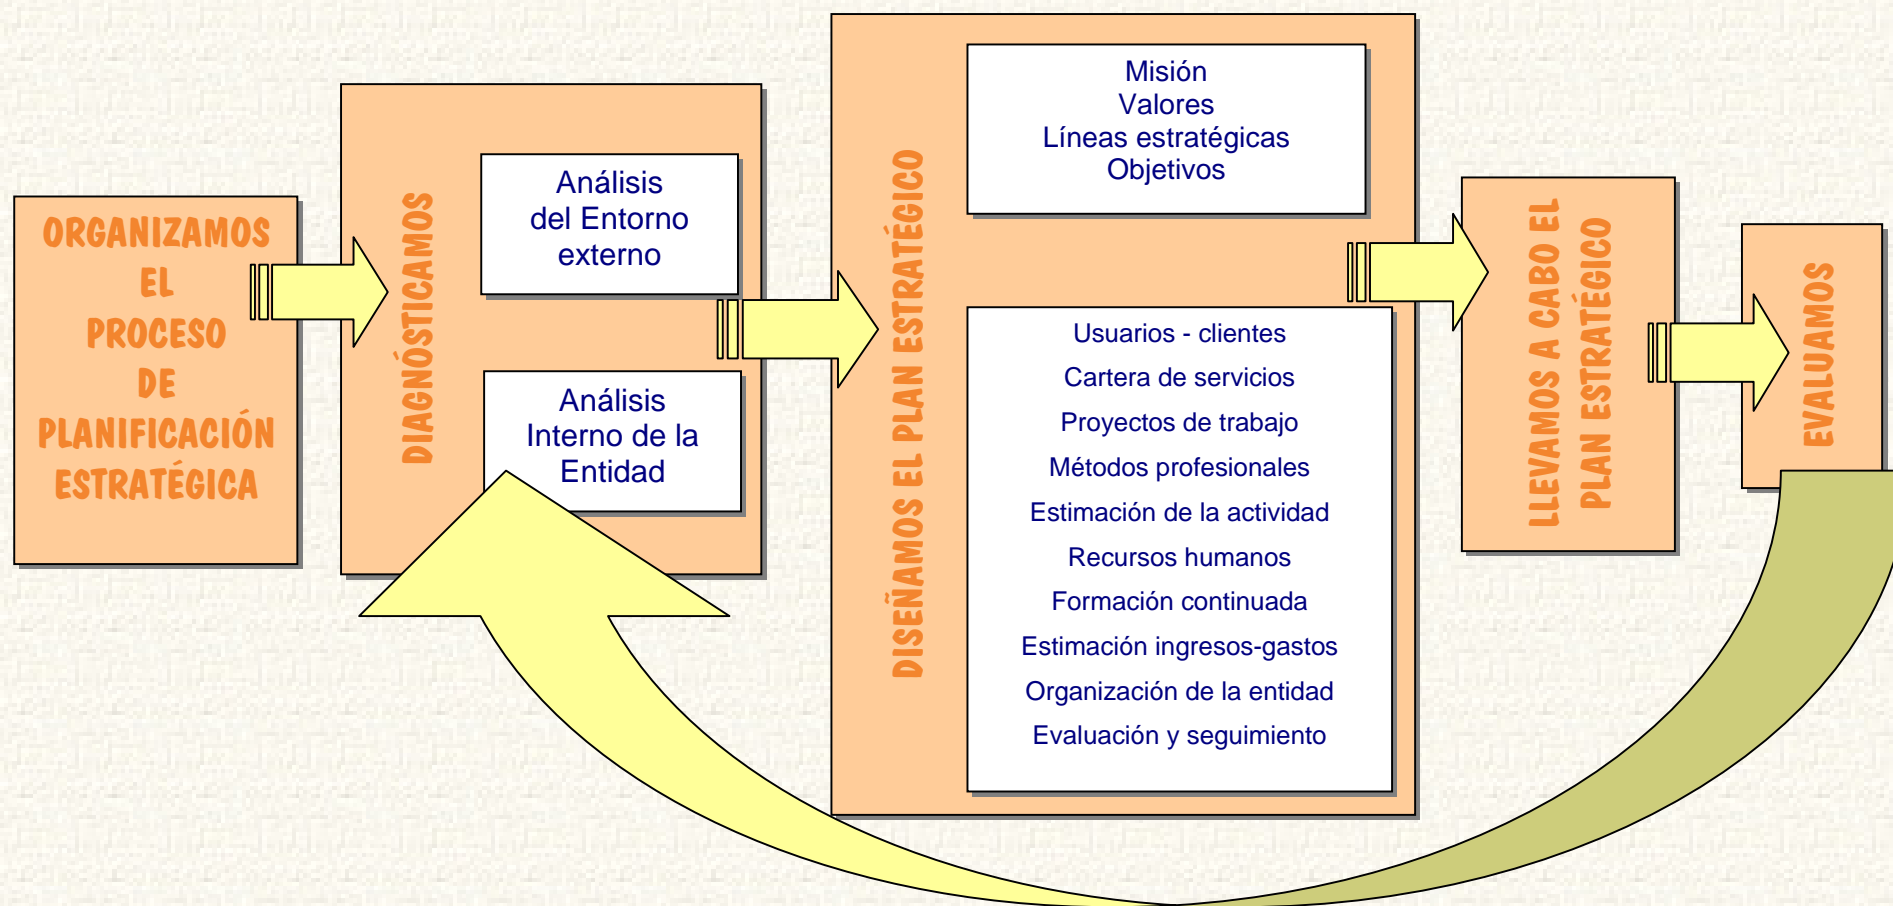 ORGANIZAMOS
EL
PROCESO
DE
PLANIFICACIÓN
ESTRATÉGICA
DIAGNÓSTICAMOS
Análisis
del Entorno
externo
Análisis
Interno de la
Entidad
DISEÑAMOS EL PLAN ESTRATÉGICO
Misión
Valores
Líneas estratégicas
Objetivos
Usuarios - clientes
Cartera de servicios
Proyectos de trabajo
Métodos profesionales
Estimación de la actividad
Recursos humanos
Formación continuada
Estimación ingresos-gastos
Organización de la entidad
Evaluación y seguimiento
LLEVAMOS A CABO EL
PLAN ESTRATÉGICO
EVALUAMOS